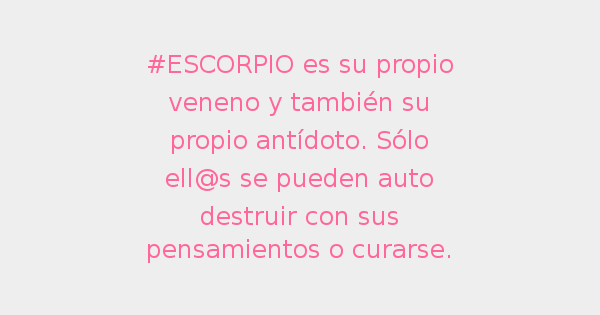 #ESCORPIO es su propio
veneno y también su
propio antídoto. Sólo
ell@s se pueden auto
destruir con sus
pensamientos o curarse.